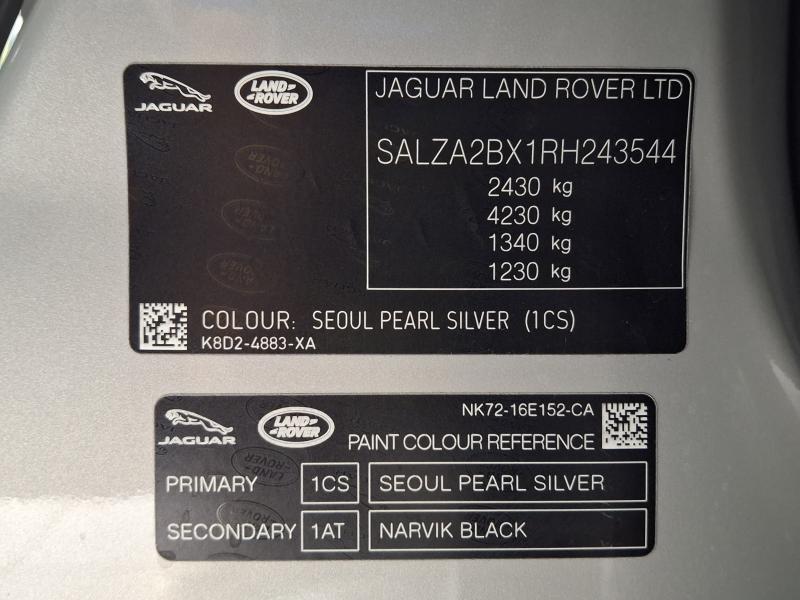 JAGUAR
LAND ROVER
JAGUAR LAND ROVER LTD
SALZA2BX1RH243544
2430 kg
4230 kg
1340 kg
1230 kg
COLOUR: SEOUL PEARL SILVER (1CS)
K8D2-4883-XA
JAGUAR
LAND ROVER
NK72-16E152-CA
PAINT COLOUR REFERENCE
PRIMARY 1CS SEOUL PEARL SILVER
SECONDARY 1AT NARVIK BLACK